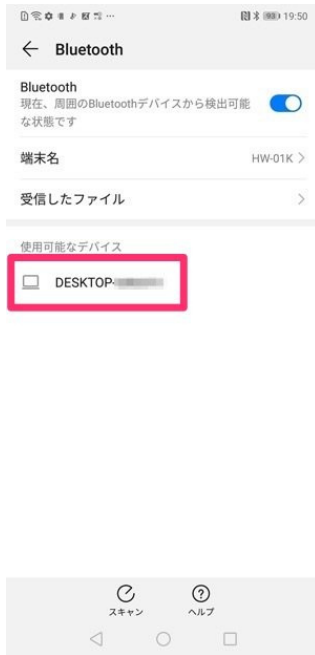 19:50
Bluetooth
Bluetooth
現在、周囲のBluetoothデバイスから検出可能
な状態です
端末名 HW-01K
受信したファイル
使用可能なデバイス
DESKTOP-
スキャン ヘルプ